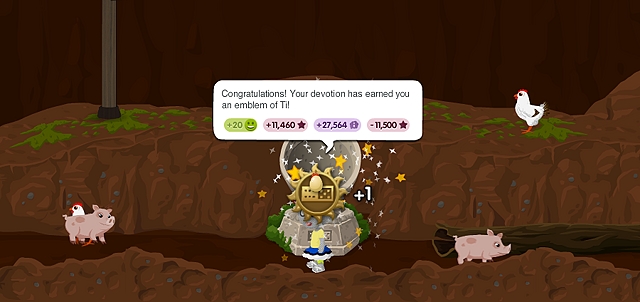 Congratulations! Your devotion has earned you
an emblem of Ti!
+20 +11,460 +27,564 -11,500
+1